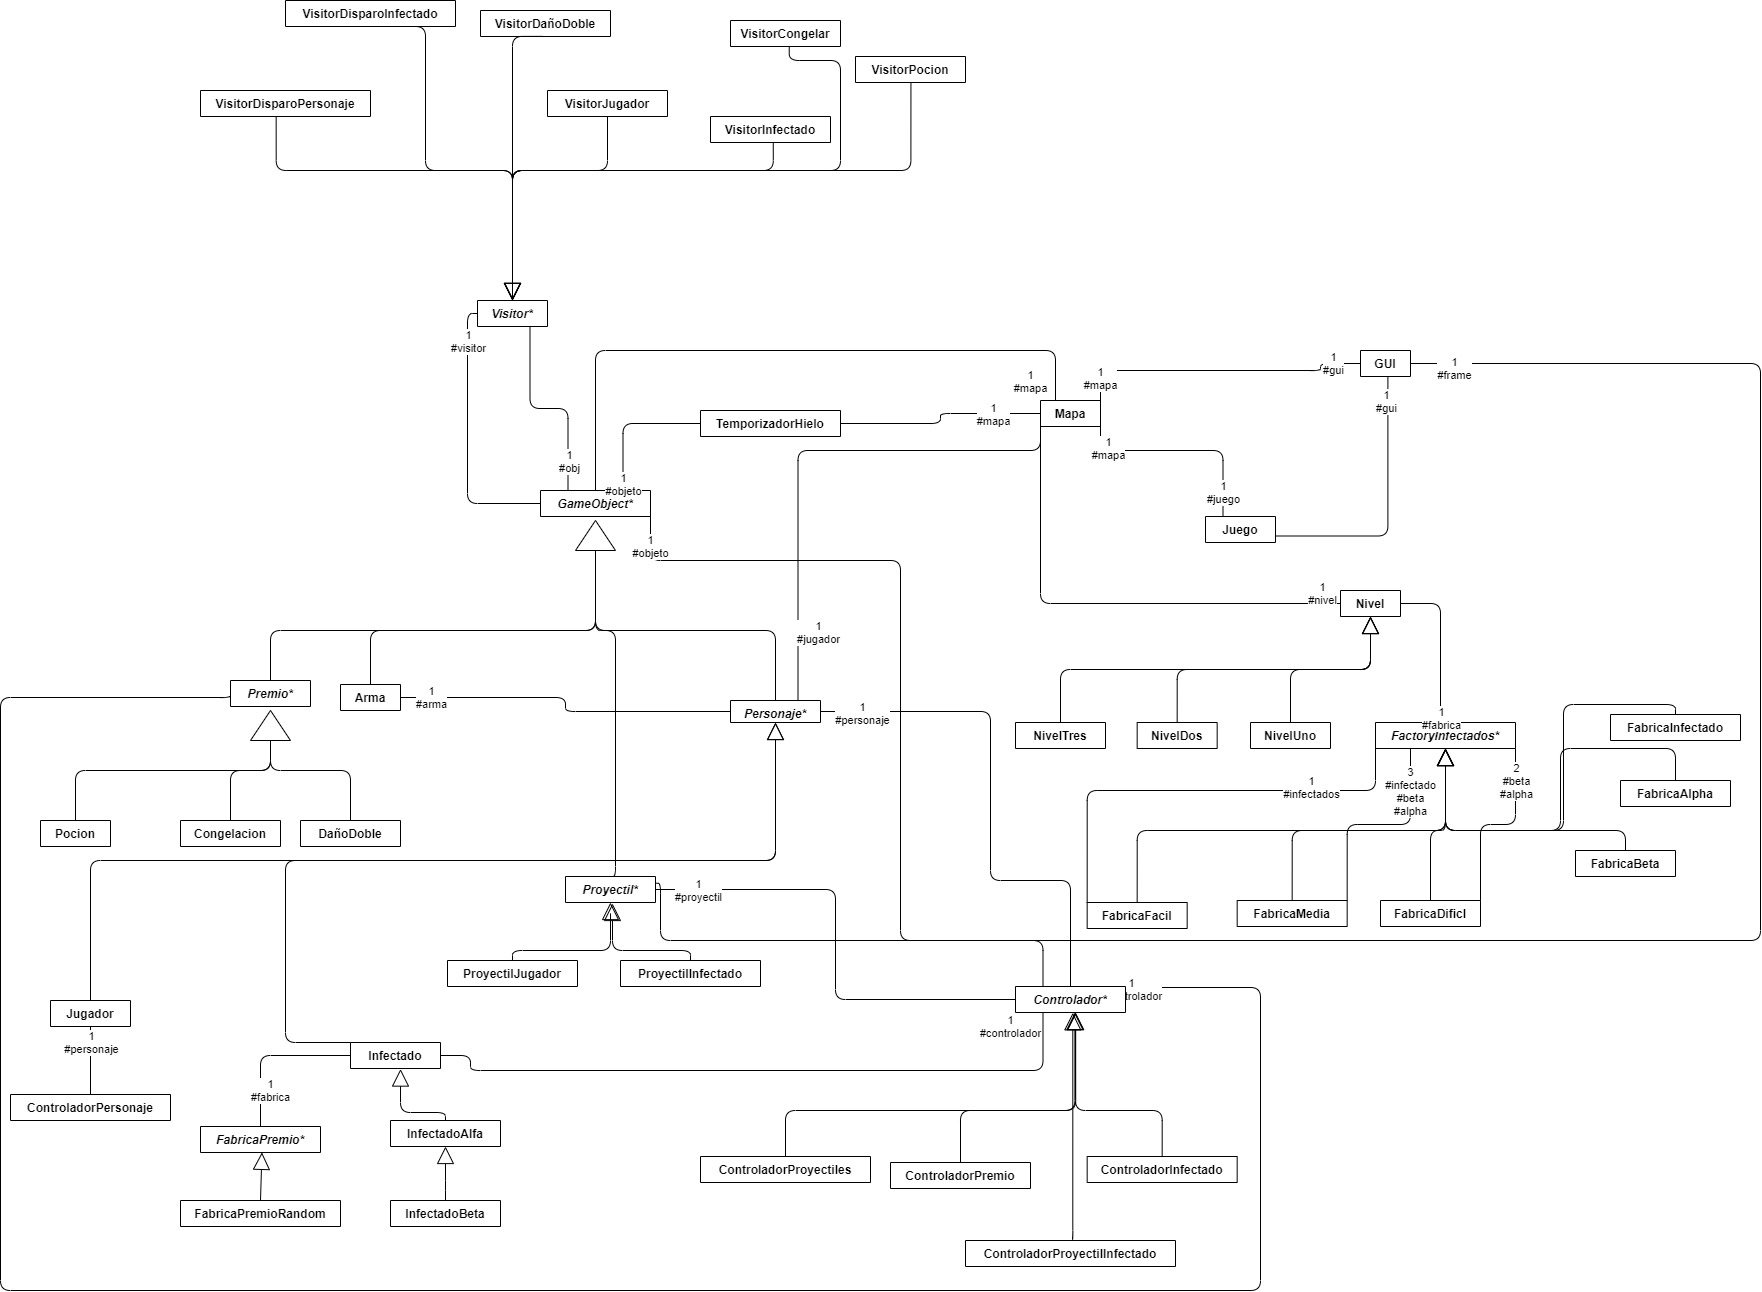 VisitorDisparoInfectado
VisitorDañoDoble
VisitorCongelar
VisitorPocion
VisitorDisparoPersonaje
VisitorJugador
VisitorInfectado
Visitor*
1
#visitor
1
#mapa
1
#mapa
1
#gui
GUI
1
#frame
1
#gui
TemporizadorHielo
1
#mapa
Mapa
1
#mapa
1
#obj
1
#objeto
GameObject*
1
#juego
Juego
1
#objeto
1
#nivel
Nivel
1
#jugador
Premio*
Arma
1
#arma
Personaje*
1
#personaje
NivelTres
NivelDos
NivelUno
1
#fabrica
FactoryInfectados*
FabricaInfectado
1
#infectados
3
#infectado
#beta
#alpha
2
#beta
#alpha
FabricaAlpha
Pocion
Congelacion
DañoDoble
FabricaBeta
Proyectil*
1
#proyectil
FabricaFacil
FabricaMedia
FabricaDificl
ProyectilJugador
ProyectilInfectado
Jugador
1
#personaje
Controlador*
1
trolador
1
#controlador
Infectado
1
#fabrica
ControladorPersonaje
FabricaPremio*
InfectadoAlfa
ControladorProyectiles
ControladorPremio
ControladorInfectado
FabricaPremioRandom
InfectadoBeta
ControladorProyectilInfectado